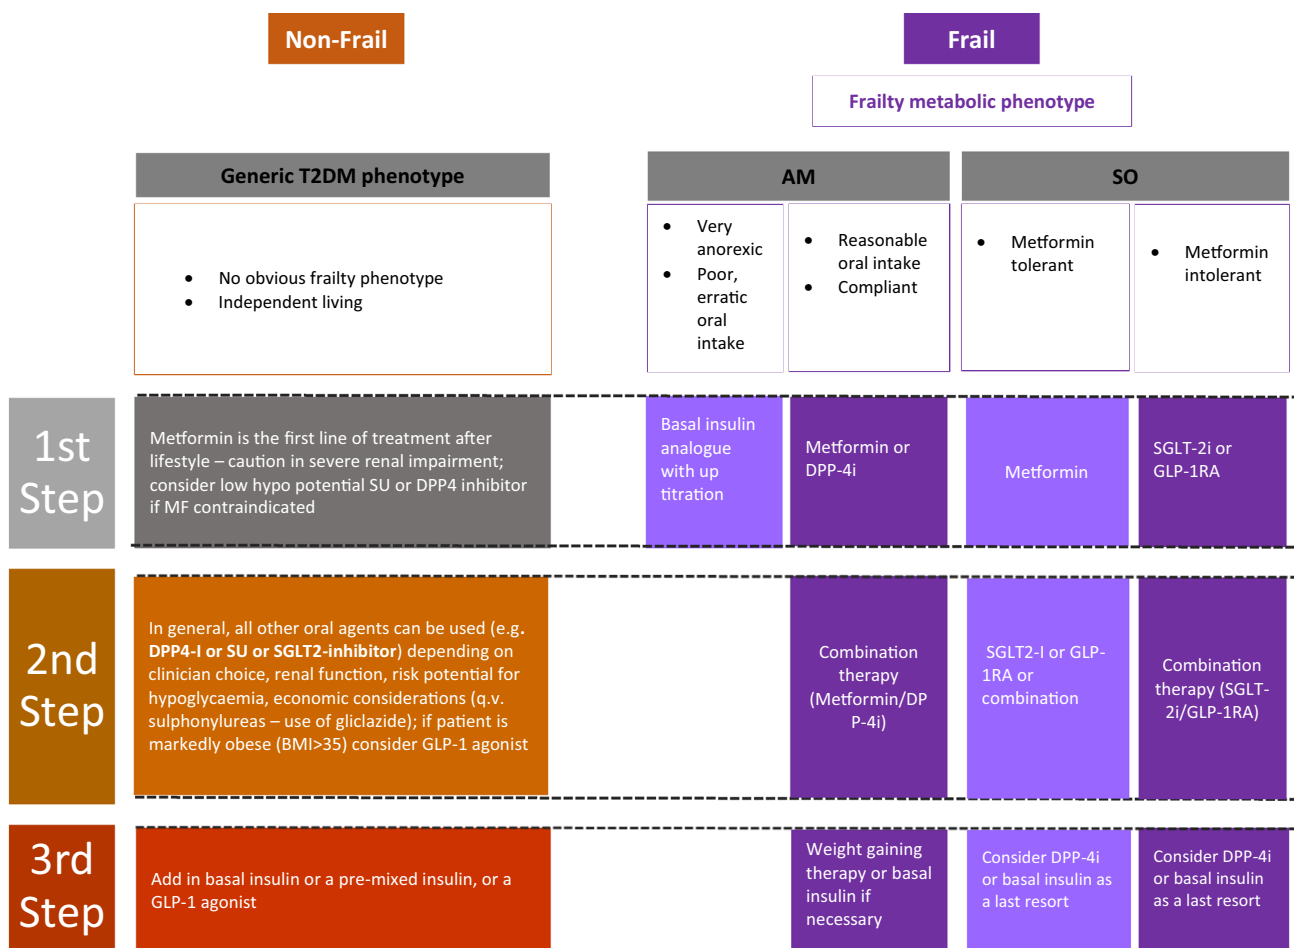 Non-Frail
Frail
Frailty metabolic phenotype
Generic T2DM phenotype
AM
SO
• No obvious frailty phenotype
• Independent living
• Very
anorexic
• Poor,
erratic
oral
intake
• Reasonable
oral intake
• Compliant
• Metformin
tolerant
• Metformin
intolerant
1st
Step
Metformin is the first line of treatment after
lifestyle – caution in severe renal impairment;
consider low hypo potential SU or DPP4 inhibitor
if MF contraindicated
Basal insulin
analogue
with up
titration
Metformin or
DPP-4i
Metformin
SGLT-2i or
GLP-1RA
2nd
Step
In general, all other oral agents can be used (e.g.
DPP4-I or SU or SGLT2-inhibitor) depending on
clinician choice, renal function, risk potential for
hypoglycaemia, economic considerations (q.v.
sulphonylureas – use of gliclazide); if patient is
markedly obese (BMI>35) consider GLP-1 agonist
Combination
therapy
(Metformin/DP
P-4i)
SGLT2-I or GLP-
1RA or
combination
Combination
therapy (SGLT-
2i/GLP-1RA)
3rd
Step
Add in basal insulin or a pre-mixed insulin, or a
GLP-1 agonist
Weight gaining
therapy or basal
insulin if
necessary
Consider DPP-4i
or basal insulin as
a last resort
Consider DPP-4i
or basal insulin
as a last resort